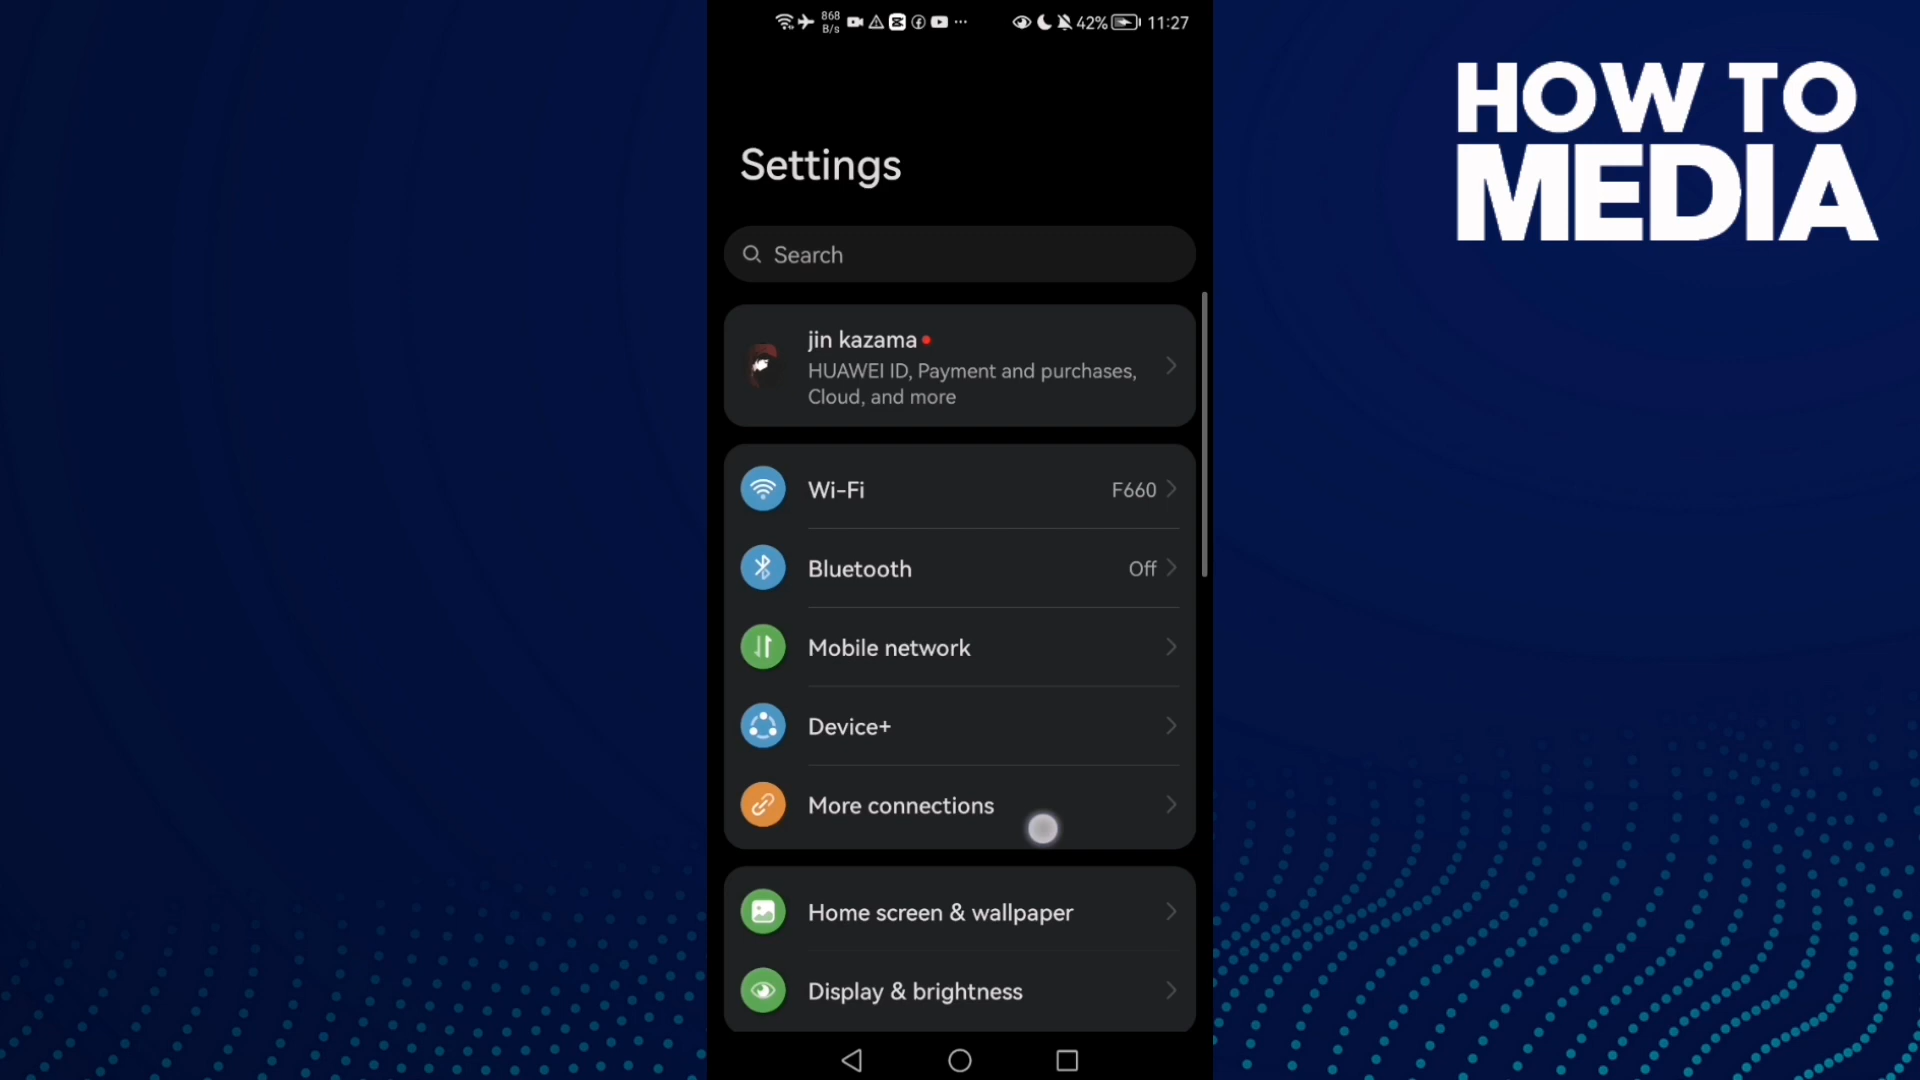 868
B/s
42%
11:27
HOW TO
MEDIA
Settings
Search
jin kazama
HUAWEI ID, Payment and purchases,
Cloud, and more
Wi-Fi F660
Bluetooth Off
Mobile network
Device+
More connections
Home screen & wallpaper
Display & brightness